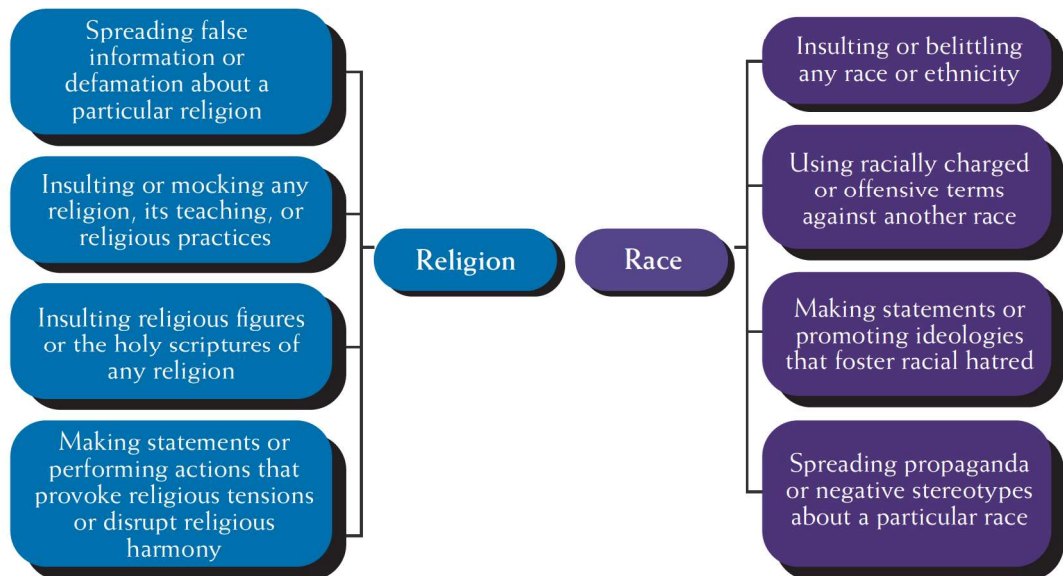 Spreading false
information or
defamation about a
particular religion
Insulting or mocking any
religion, its teaching, or
religious practices
Insulting religious figures
or the holy scriptures of
any religion
Making statements or
performing actions that
provoke religious tensions
or disrupt religious
harmony
Religion
Race
Insulting or belittling
any race or ethnicity
Using racially charged
or offensive terms
against another race
Making statements or
promoting ideologies
that foster racial hatred
Spreading propaganda
or negative stereotypes
about a particular race